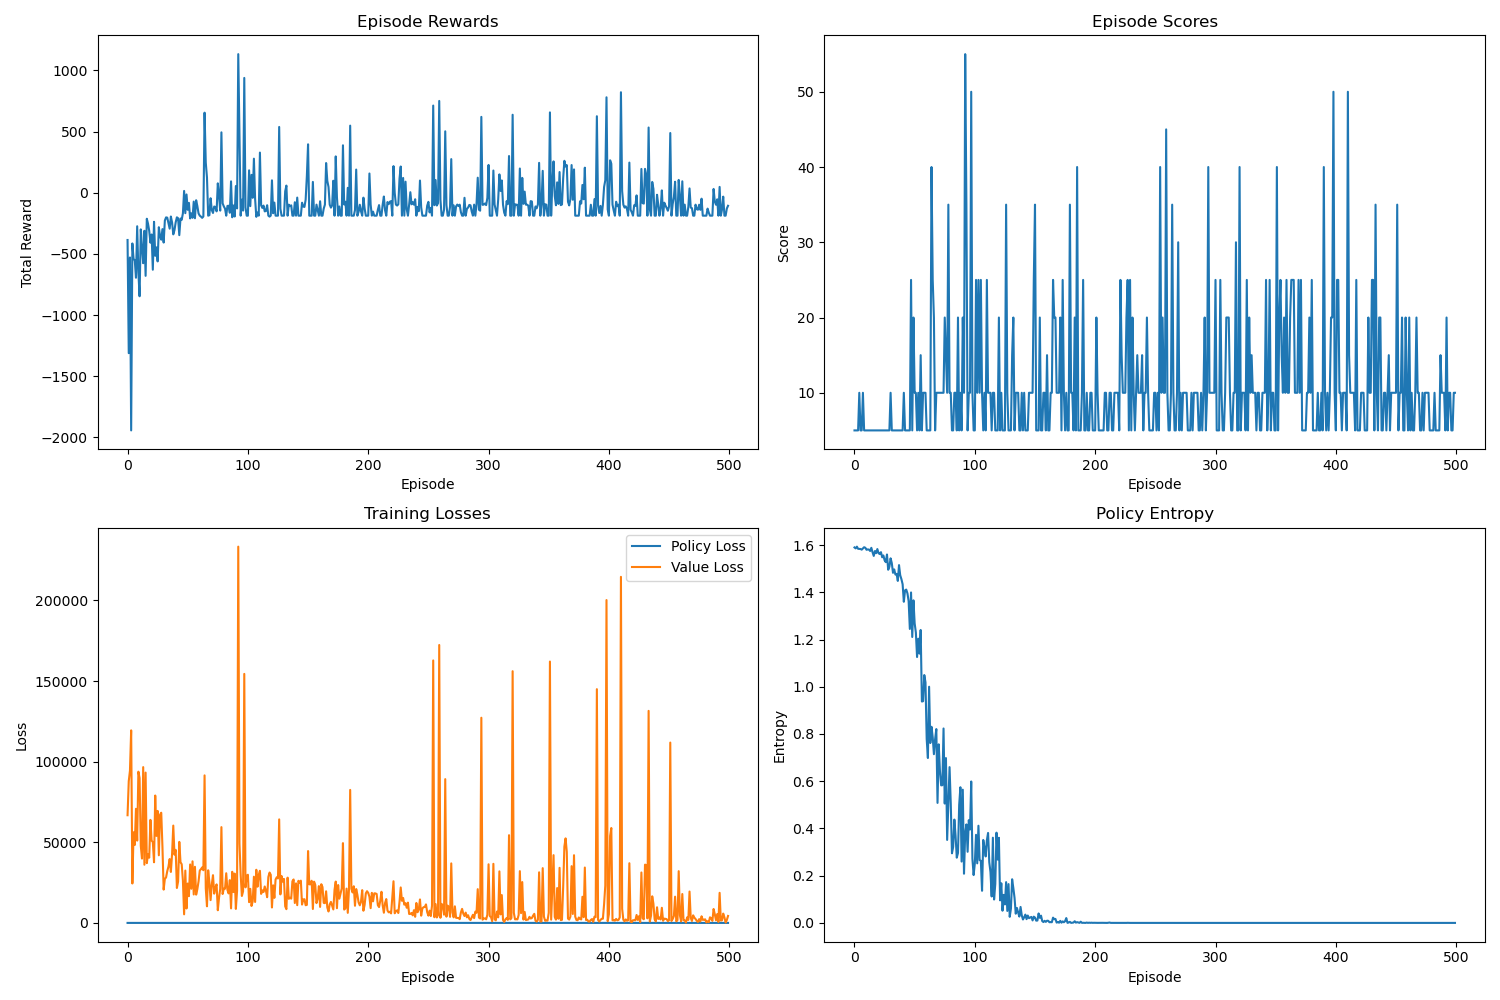 Episode Rewards
Total Reward
1000
500
0
−500
−1000
−1500
−2000
0 100 200 300 400 500
Episode
Episode Scores
Score
50
40
30
20
10
0 100 200 300 400 500
Episode
Training Losses
Policy Loss
Value Loss
Loss
200000
150000
100000
50000
0
0 100 200 300 400 500
Episode
Policy Entropy
Entropy
1.6
1.4
1.2
1.0
0.8
0.6
0.4
0.2
0.0
0 100 200 300 400 500
Episode